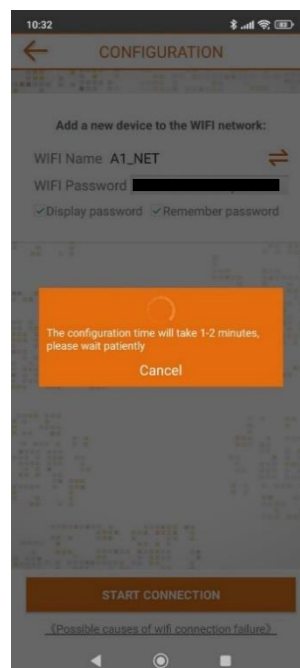 10:32
CONFIGURATION
Add a new device to the WIFI network:
WIFI Name A1_NET
WIFI Password
Display password Remember password
The configuration time will take 1-2 minutes,
please wait patiently
Cancel
START CONNECTION
《Possible causes of wifi connection failure》